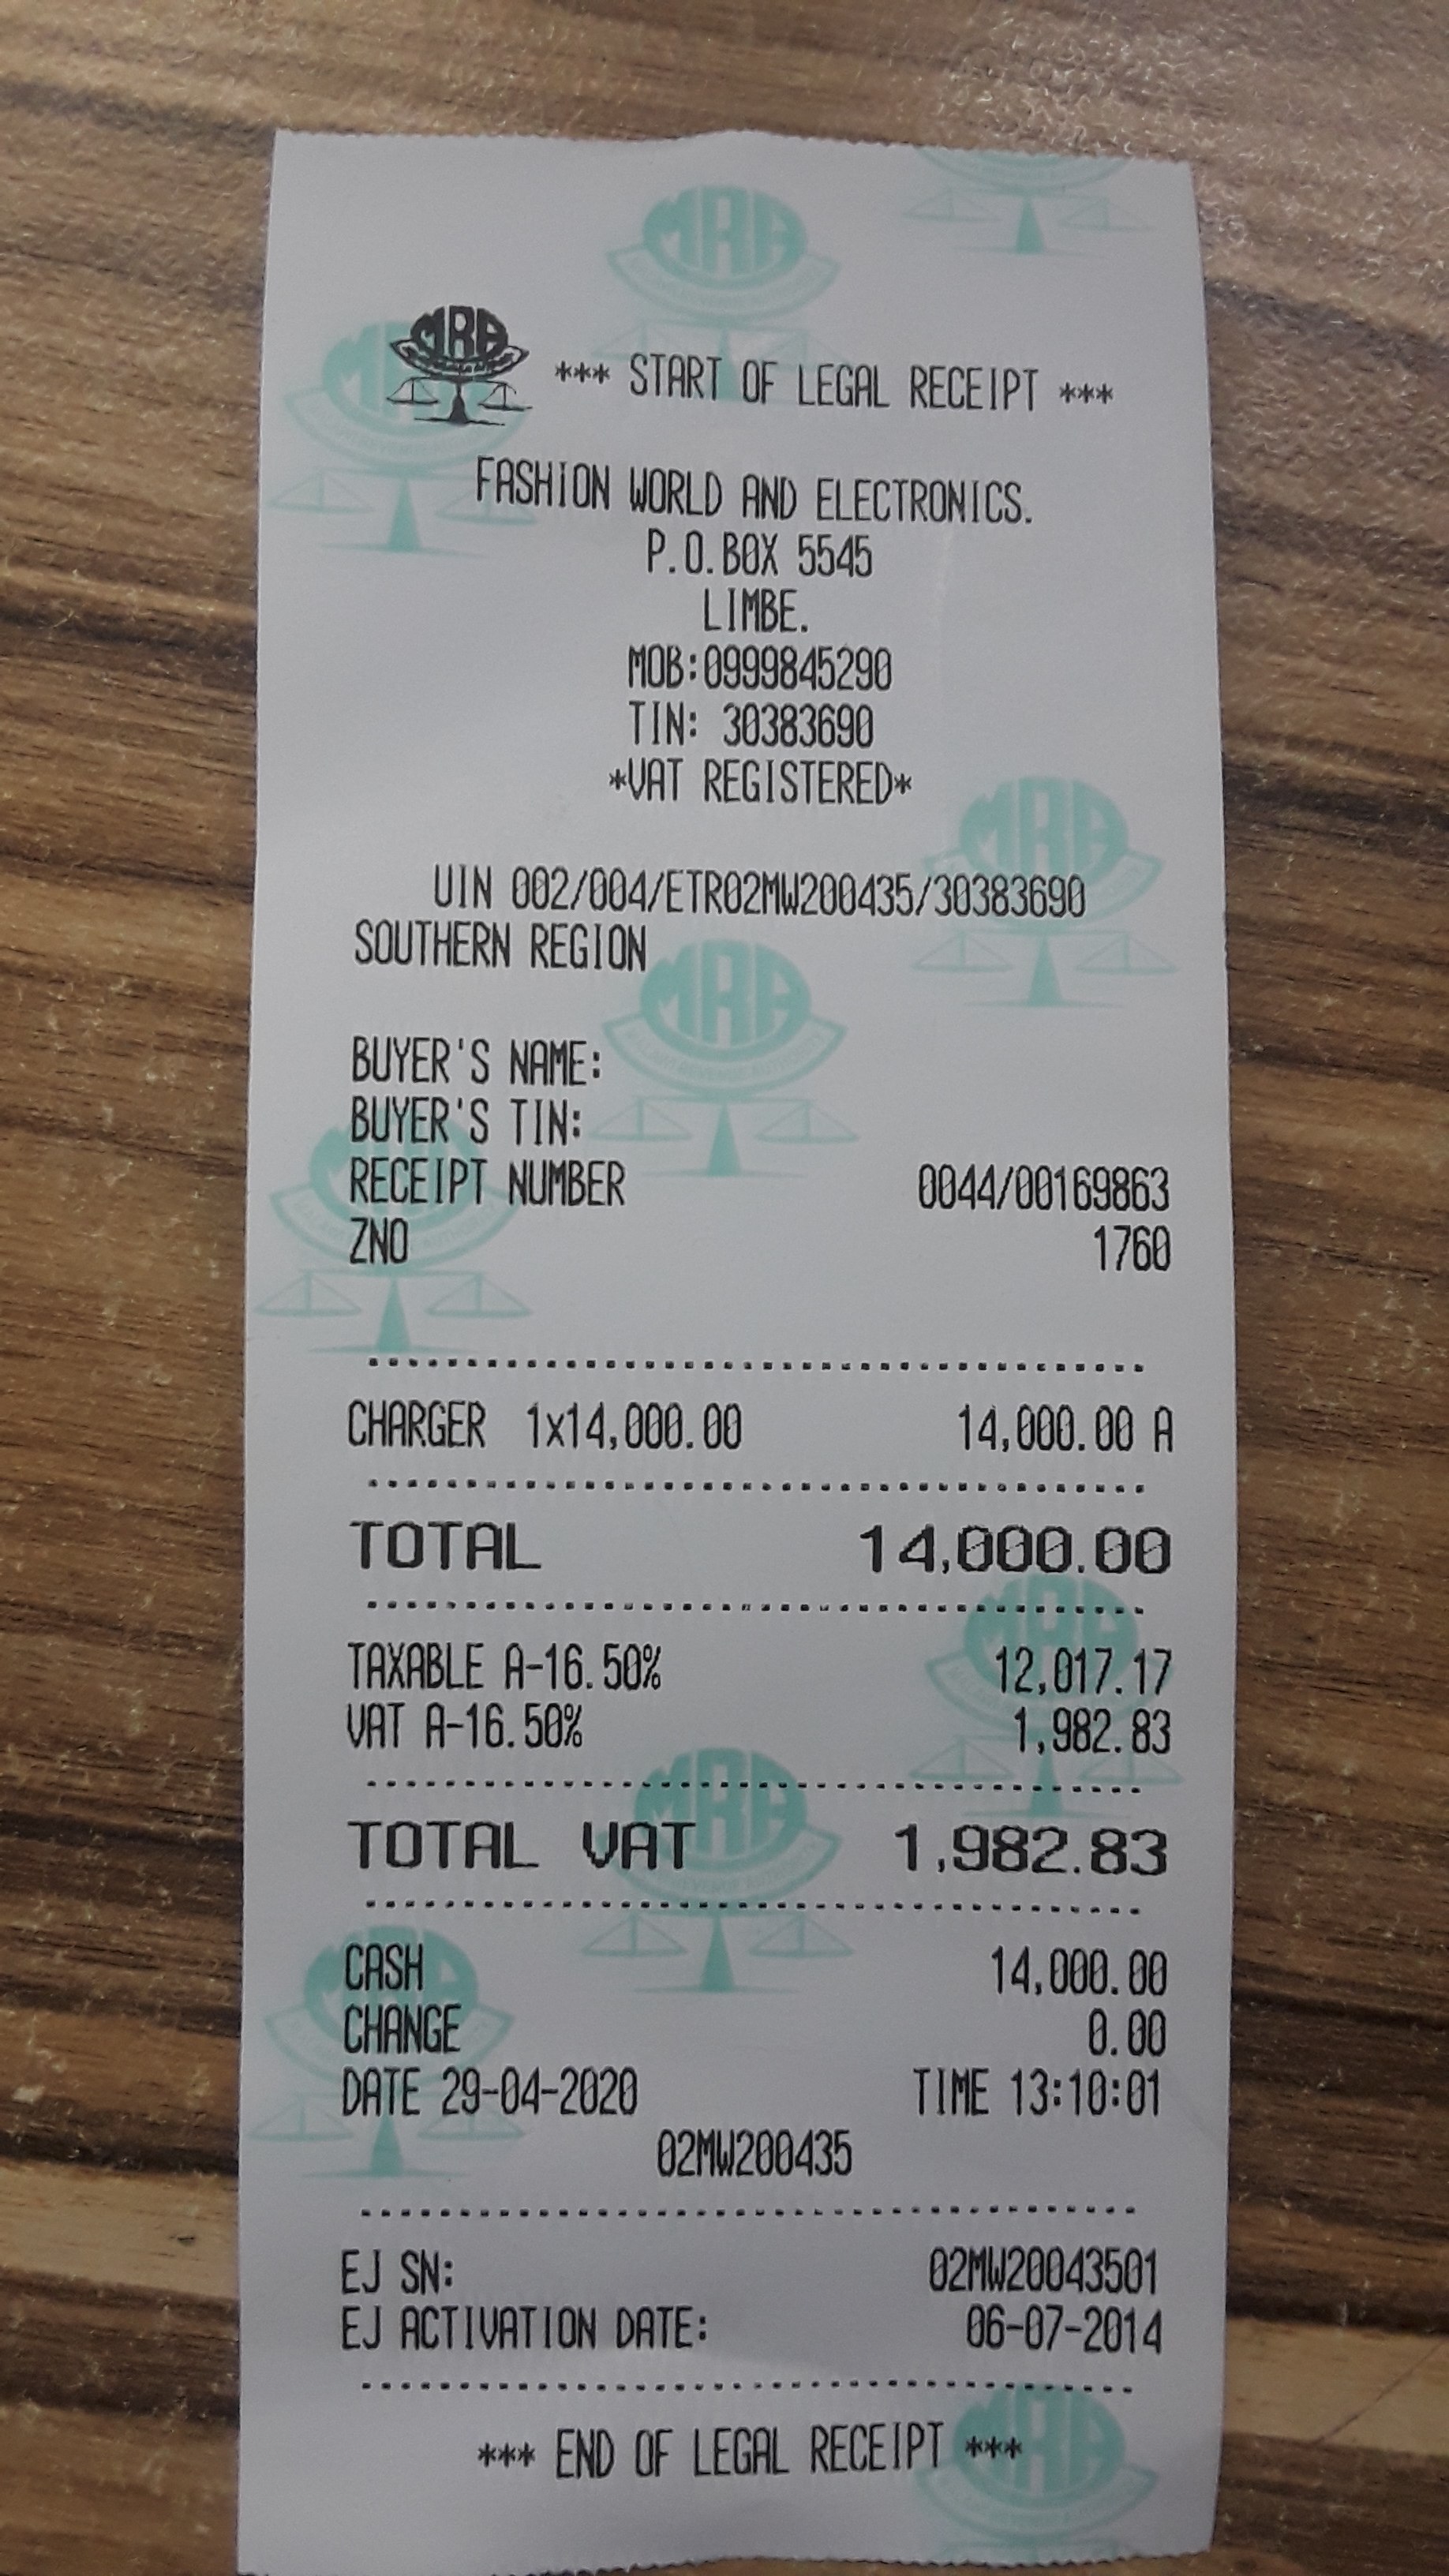 MRA
*** START OF LEGAL RECEIPT ***
FASHION WORLD AND ELECTRONICS.
P.O.BOX 5545
LIMBE.
MOB:0999845290
TIN: 30383690
*VAT REGISTERED*
UIN 002/004/ETR02MW200435/30383690
SOUTHERN REGION
BUYER'S NAME:
BUYER'S TIN:
RECEIPT NUMBER 0044/00169863
ZNO 1760
CHARGER 1x14,000.00 14,000.00 A
TOTAL 14,000.00
TAXABLE A-16.50% 12,017.17
VAT A-16.50% 1,982.83
TOTAL VAT 1,982.83
CASH 14,000.00
CHANGE 0.00
DATE 29-04-2020 TIME 13:10:01
02MW200435
EJ SN: 02MW20043501
EJ ACTIVATION DATE: 06-07-2014
*** END OF LEGAL RECEIPT ***